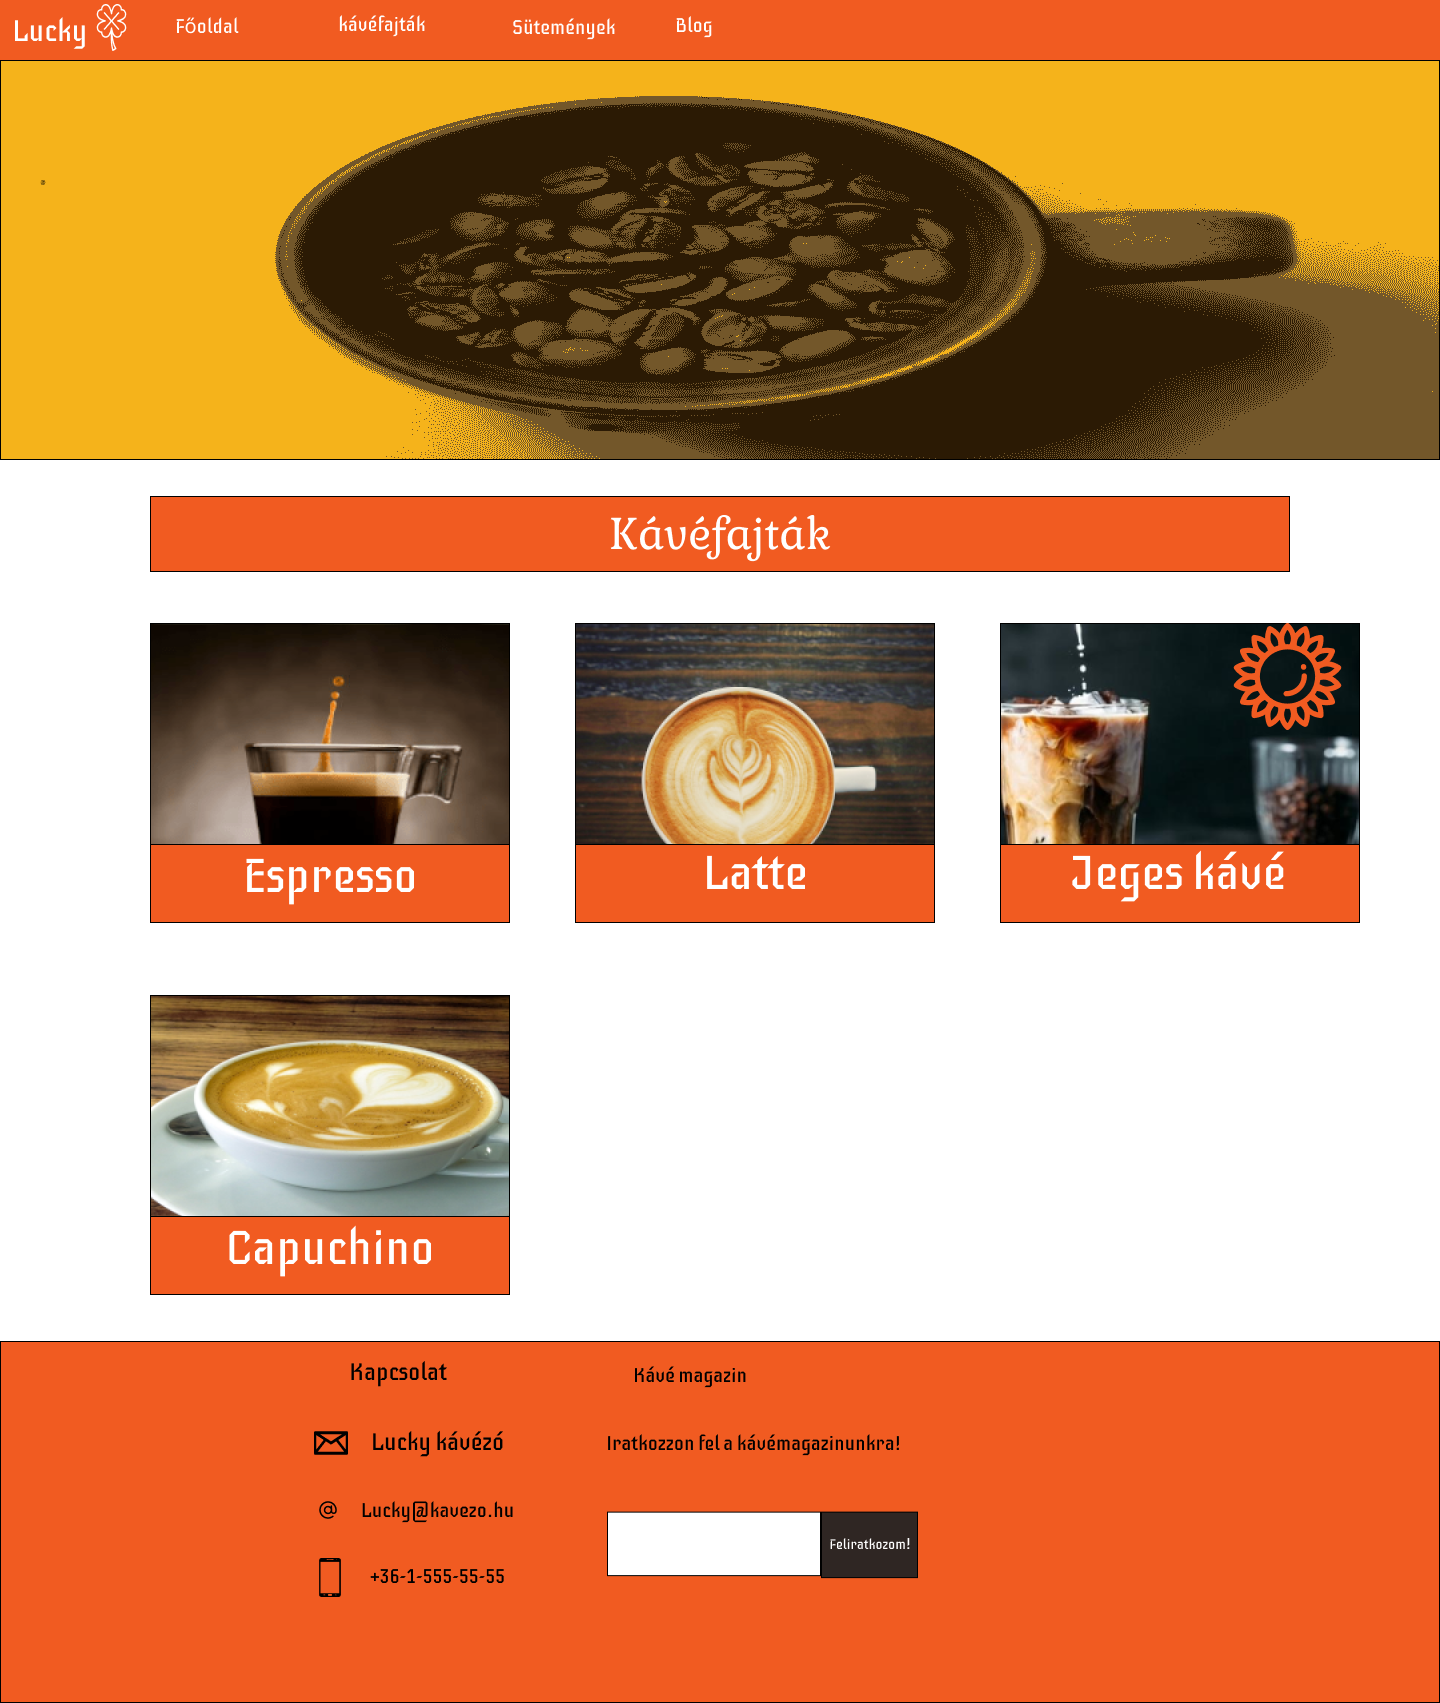 Lucky
Főoldal
kávéfajták
Sütemények
Blog
Kávéfajták
Espresso
Latte
Jeges kávé
Capuchino
Kapcsolat
Lucky kávézó
Lucky@kavezo.hu
+36-1-555-55-55
Kávé magazin
Iratkozzon fel a kávémagazinunkra!
Feliratkozom!